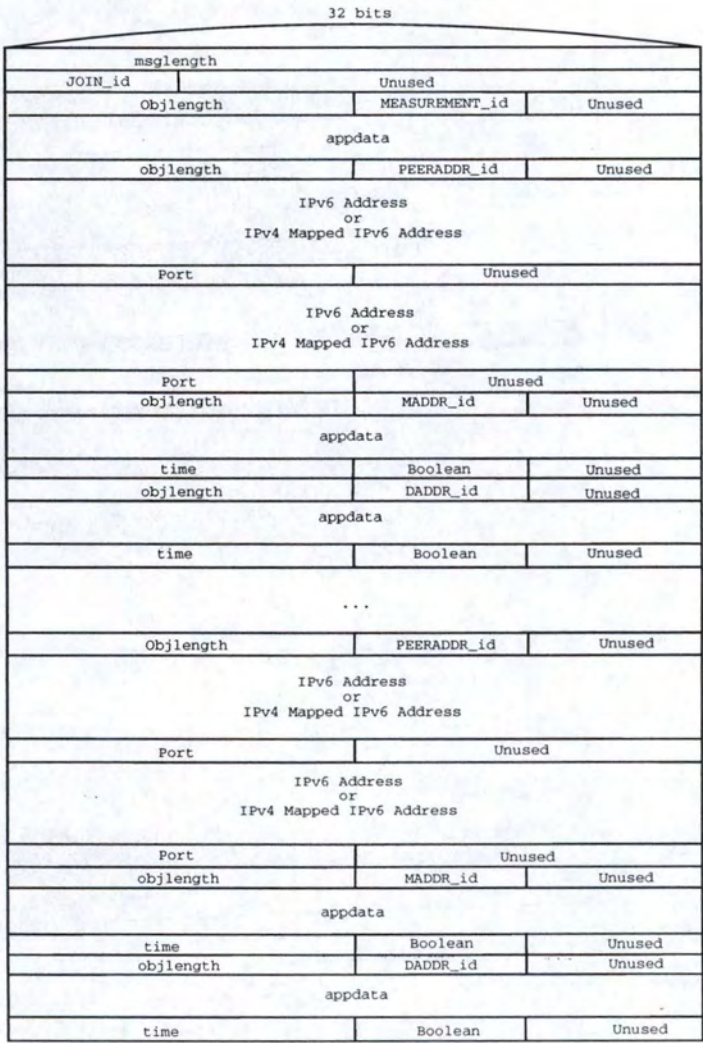 32 bits
msglength
JOIN_id Unused
Objlength MEASUREMENT_id Unused
appdata
objlength PEERADDR_id Unused
IPv6 Address
or
IPv4 Mapped IPv6 Address
Port Unused
IPv6 Address
or
IPv4 Mapped IPv6 Address
Port Unused
objlength MADDR_id Unused
appdata
time Boolean Unused
objlength DADDR_id Unused
appdata
time Boolean Unused
...
Objlength PEERADDR_id Unused
IPv6 Address
or
IPv4 Mapped IPv6 Address
Port Unused
IPv6 Address
or
IPv4 Mapped IPv6 Address
Port Unused
objlength MADDR_id Unused
appdata
time Boolean Unused
objlength DADDR_id Unused
appdata
time Boolean Unused